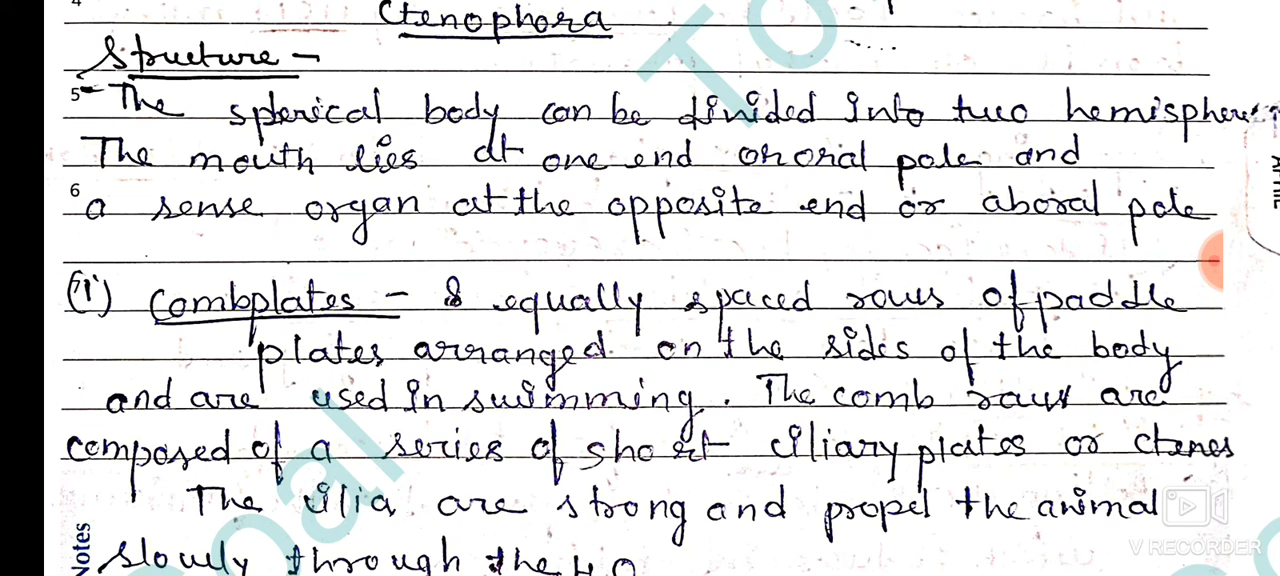 Ctenophora
Structure -
5 - The spherical body can be divided into two hemisphere
The mouth lies at one end or oral pole and
6 a sense organ at the opposite end or aboral pole
(1) Combplates - 8 equally spaced rows of paddle
plates arranged on the sides of the body
and are used in swimming. The comb rows are
composed of a series of short ciliary plates or ctenes
The cilia are strong and propel the animal
slowly through the H2O
Notes
V RECORDER